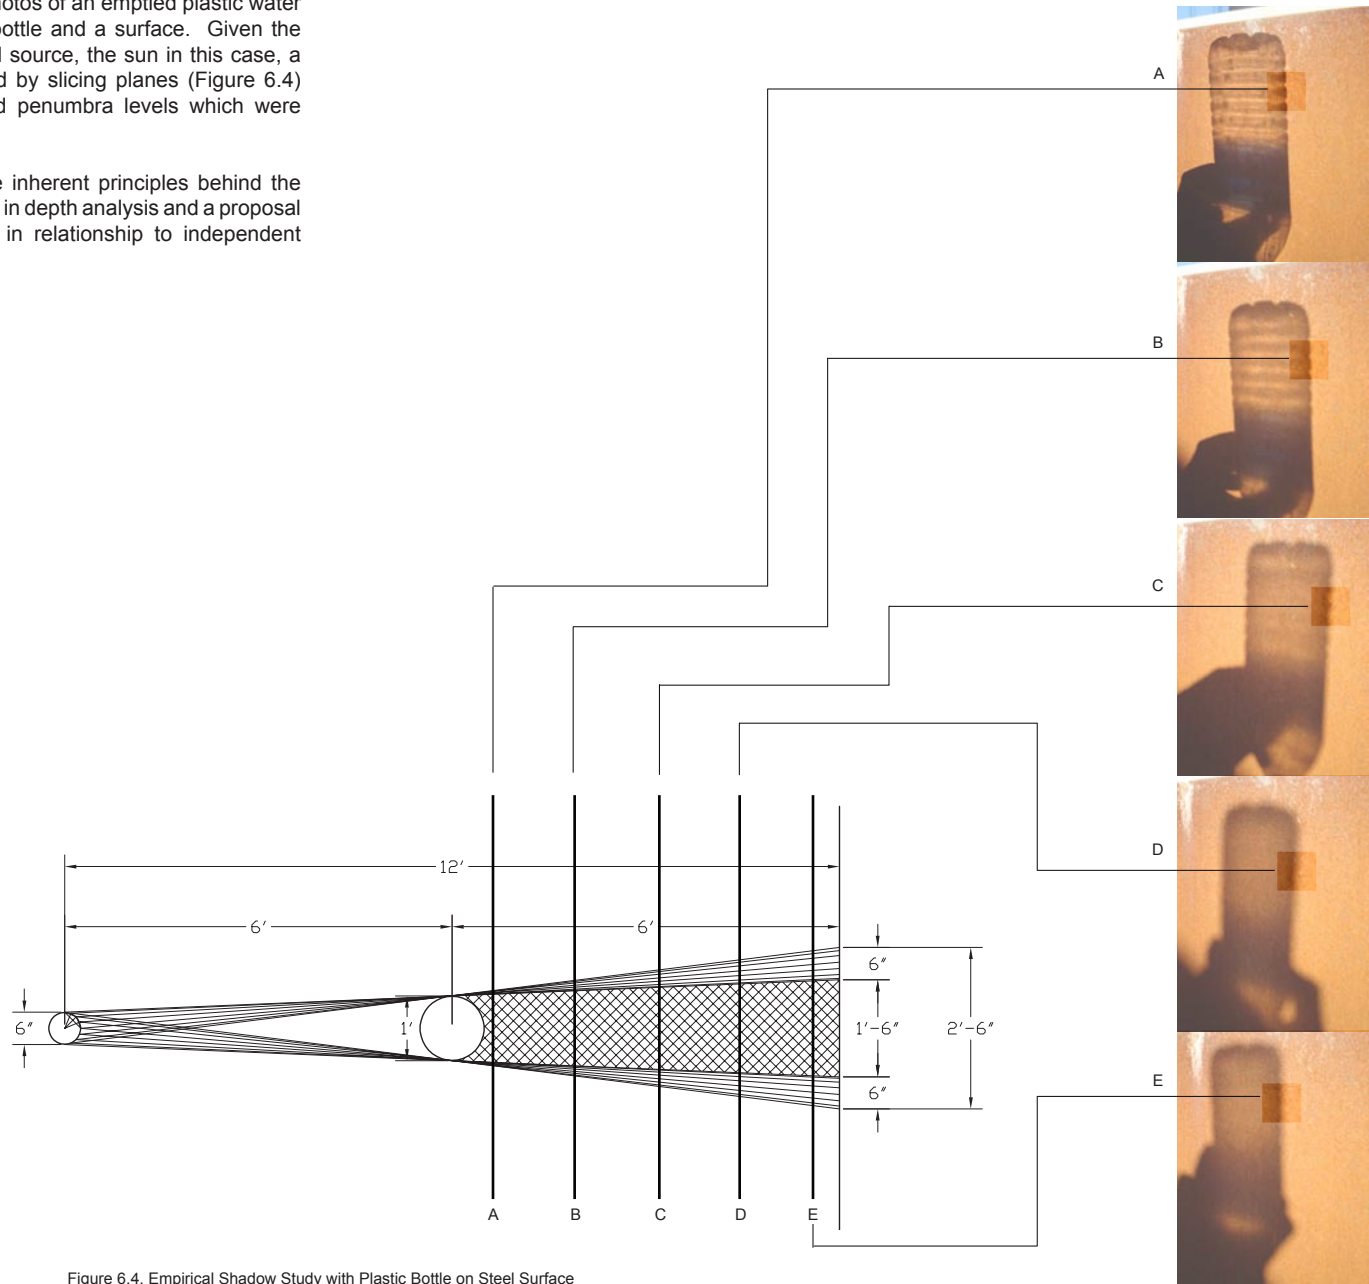 hotos of an emptied plastic water
bottle and a surface. Given the
l source, the sun in this case, a
d by slicing planes (Figure 6.4)
d penumbra levels which were
e inherent principles behind the
in depth analysis and a proposal
in relationship to independent
A
B
C
D
E
12'
6'
6'
6"
1'
6"
1'-6"
2'-6"
6"
A
B
C
D
E
Figure 6.4. Empirical Shadow Study with Plastic Bottle on Steel Surface